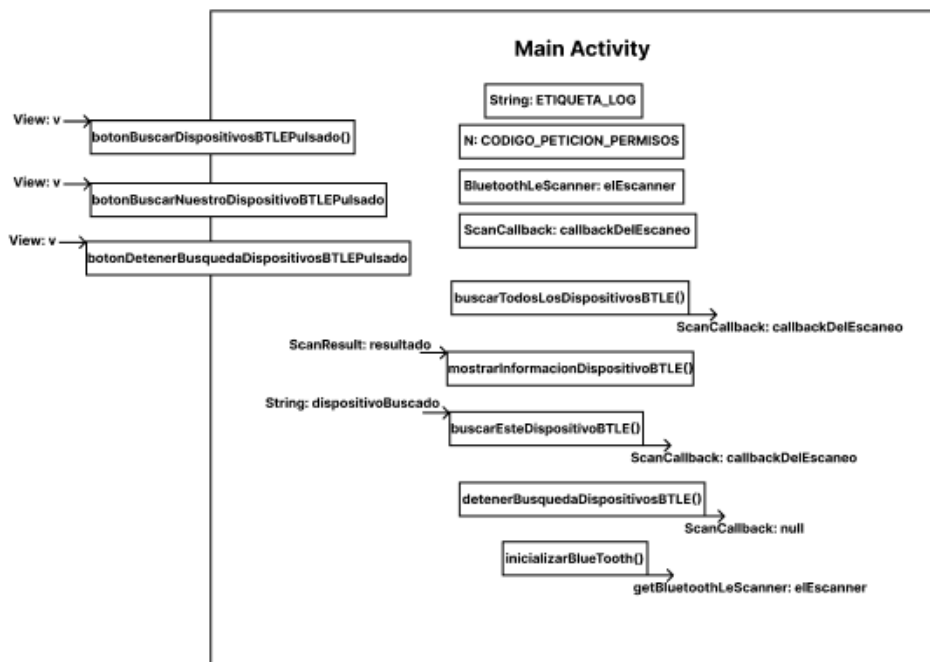 Main Activity
String: ETIQUETA_LOG
View: v
botonBuscarDispositivosBTLEPulsado()
N: CODIGO_PETICION_PERMISOS
View: v
botonBuscarNuestroDispositivoBTLEPulsado
BluetoothLeScanner: elEscanner
ScanCallback: callbackDelEscaneo
View: v
botonDetenerBusquedaDispositivosBTLEPulsado
buscarTodosLosDispositivosBTLE()
ScanCallback: callbackDelEscaneo
ScanResult: resultado
mostrarInformacionDispositivoBTLE()
String: dispositivoBuscado
buscarEsteDispositivoBTLE()
ScanCallback: callbackDelEscaneo
detenerBusquedaDispositivosBTLE()
ScanCallback: null
inicializarBlueTooth()
getBluetoothLeScanner: elEscanner